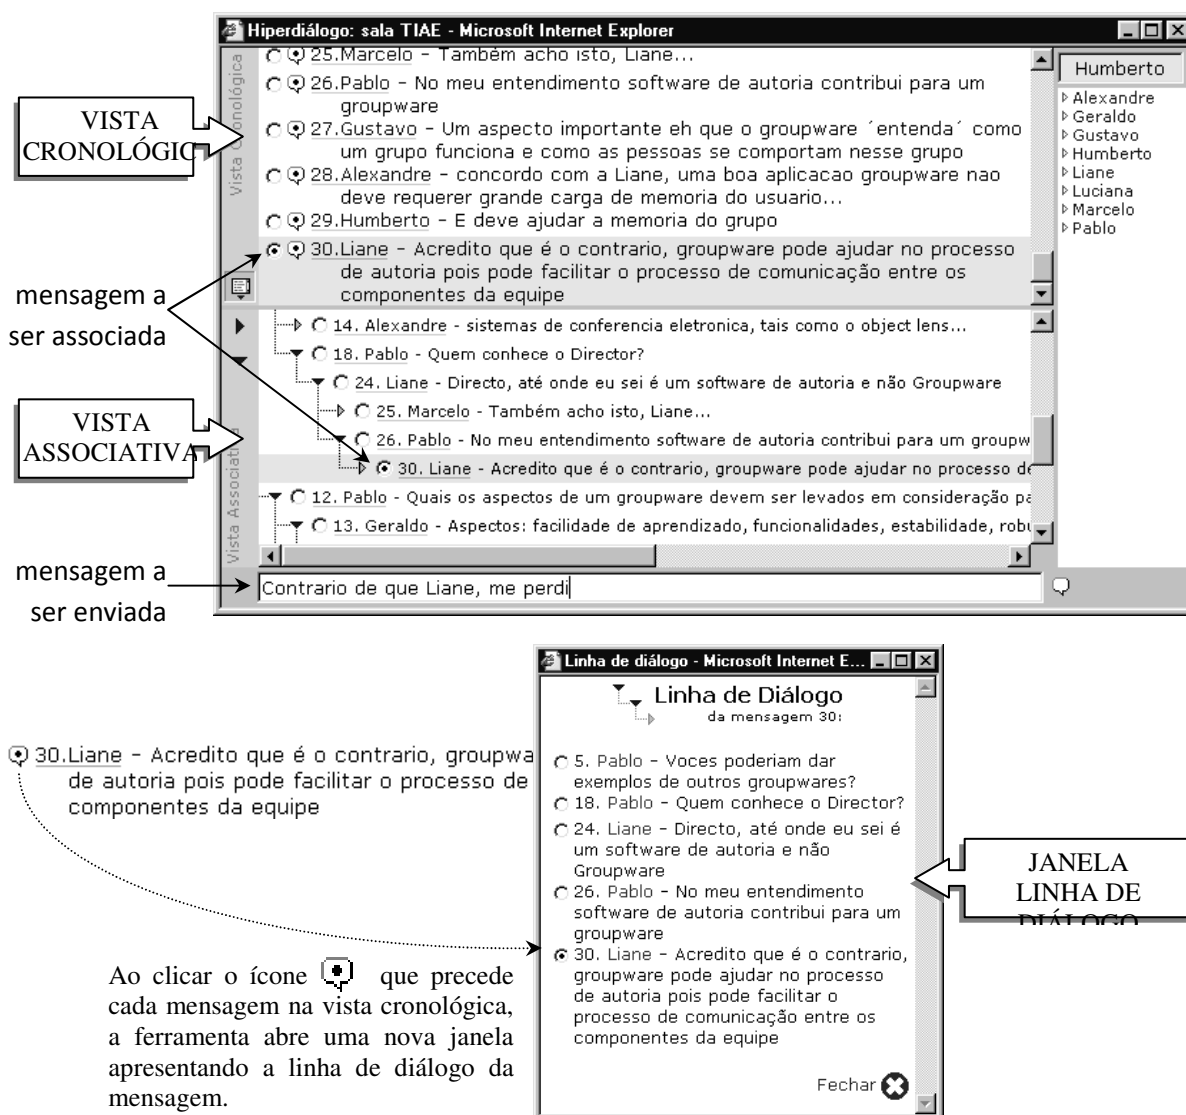 Hiperdiálogo: sala TIAE - Microsoft Internet Explorer
25.Marcelo – Também acho isto, Liane...
26.Pablo – No meu entendimento software de autoria contribui para um
groupware
27.Gustavo – Um aspecto importante eh que o groupware ´entenda´ como
um grupo funciona e como as pessoas se comportam nesse grupo
28.Alexandre – concordo com a Liane, uma boa aplicacao groupware nao
deve requerer grande carga de memoria do usuario...
29.Humberto – E deve ajudar a memoria do grupo
30.Liane – Acredito que é o contrario, groupware pode ajudar no processo
de autoria pois pode facilitar o processo de comunicação entre os
componentes da equipe
Vista Cronológica
Humberto
Alexandre
Geraldo
Gustavo
Humberto
Liane
Luciana
Marcelo
Pablo
VISTA
CRONOLÓGIC
mensagem a
ser associada
14. Alexandre - sistemas de conferencia eletronica, tais como o object lens...
18. Pablo - Quem conhece o Director?
24. Liane - Directo, até onde eu sei é um software de autoria e não Groupware
25. Marcelo - Também acho isto, Liane...
26. Pablo - No meu entendimento software de autoria contribui para um groupw
30. Liane - Acredito que é o contrario, groupware pode ajudar no processo de
12. Pablo - Quais os aspectos de um groupware devem ser levados em consideração pa
13. Geraldo - Aspectos: facilidade de aprendizado, funcionalidades, estabilidade, robu
Vista Associativa
VISTA
ASSOCIATIVA
mensagem a
ser enviada
Contrario de que Liane, me perdi
30.Liane – Acredito que é o contrario, groupwa
de autoria pois pode facilitar o processo de
componentes da equipe
Linha de diálogo - Microsoft Internet E...
Linha de Diálogo
da mensagem 30:
5. Pablo – Voces poderiam dar
exemplos de outros groupwares?
18. Pablo – Quem conhece o Director?
24. Liane – Directo, até onde eu sei é
um software de autoria e não
Groupware
26. Pablo – No meu entendimento
software de autoria contribui para um
groupware
30. Liane – Acredito que é o contrario,
groupware pode ajudar no processo
de autoria pois pode facilitar o
processo de comunicação entre os
componentes da equipe
Fechar
JANELA
LINHA DE
DIÁLOGO
Ao clicar o ícone que precede
cada mensagem na vista cronológica,
a ferramenta abre uma nova janela
apresentando a linha de diálogo da
mensagem.